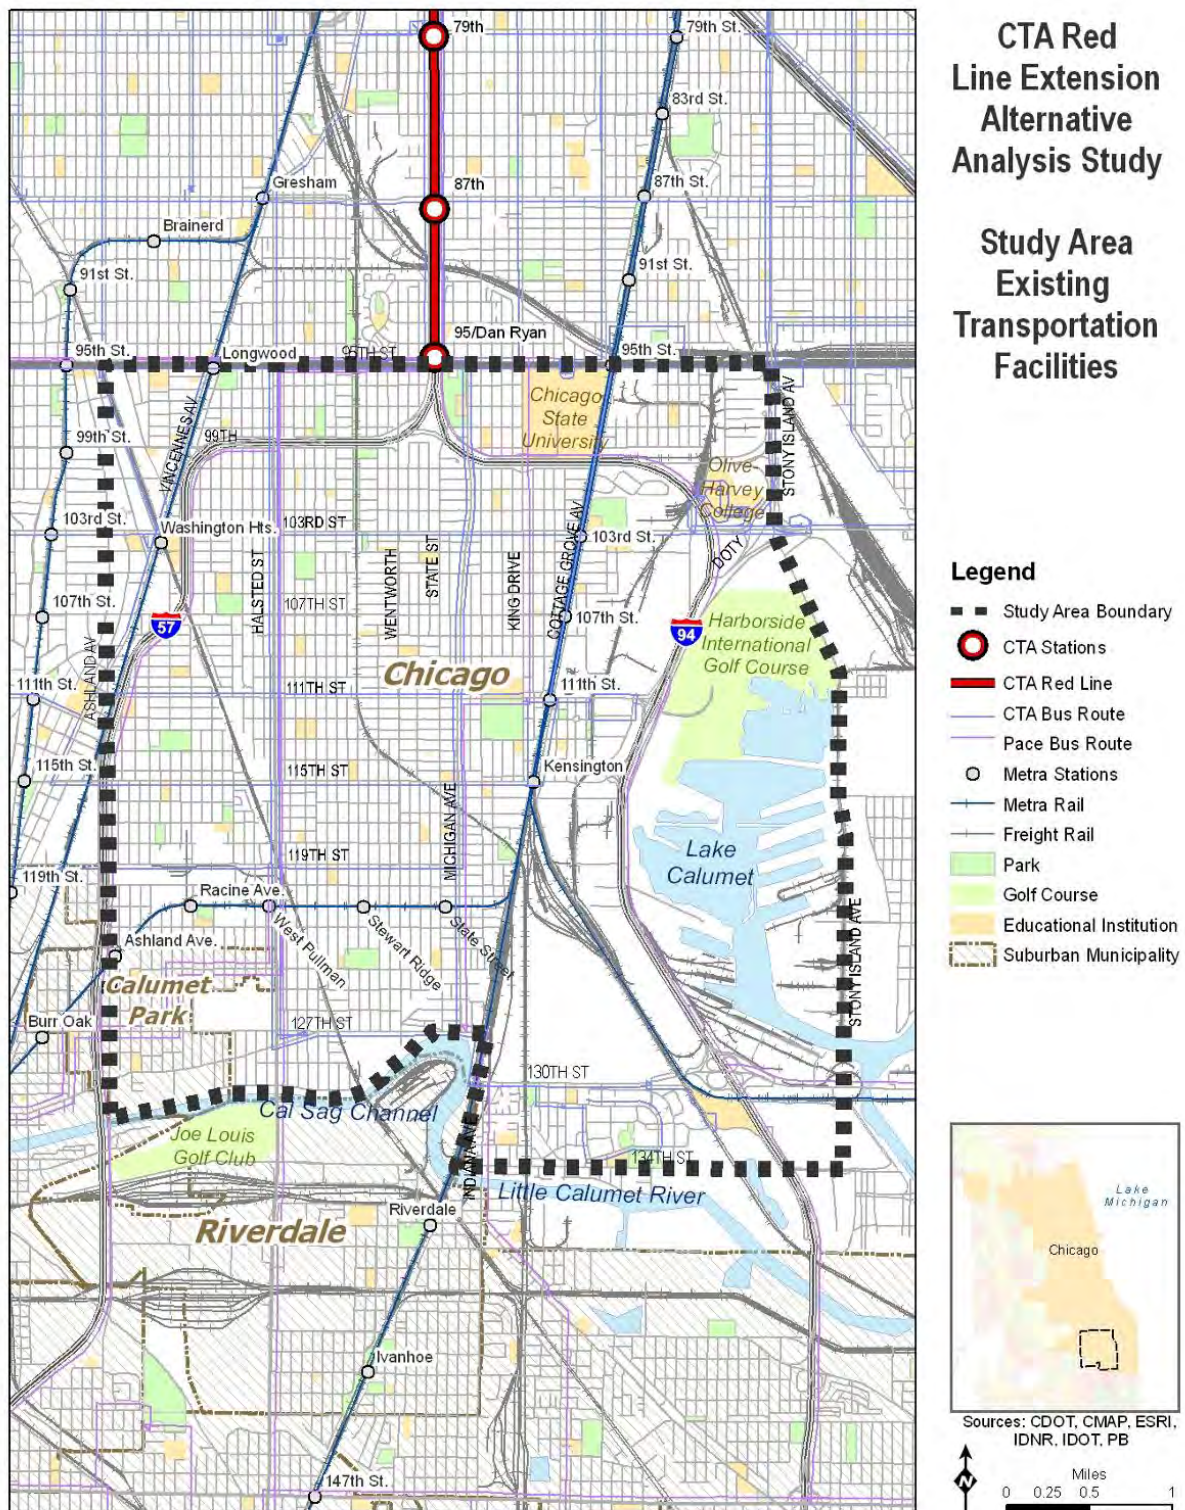 CTA Red
Line Extension
Alternative
Analysis Study
Study Area
Existing
Transportation
Facilities
79th
79th St.
83rd St.
Gresham
87th
87th St.
Brainerd
91st St.
91st St.
95/Dan Ryan
95th St.
Longwood
95TH ST
95th St.
Chicago
State
University
VINCENNES AV
99TH
99th St.
STONY ISLAND AV
Olive-
Harvey
College
103rd St.
Washington Hts.
103RD ST
103rd St.
HALSTED ST
WENTWORTH
STATE ST
KING DRIVE
COTTAGE GROVE AV
DOTY
107th St.
57
107TH ST
107th St.
94
Harborside
International
Golf Course
ASHLAND AV
Chicago
111th St.
111TH ST
111th St.
115th St.
115TH ST
Kensington
MICHIGAN AVE
119th St.
119TH ST
Lake
Calumet
Racine Ave.
West Pullman
Stewart Ridge
State Street
Ashland Ave.
STONY ISLAND AVE
Calumet
Park
Burr Oak
127TH ST
130TH ST
Cal Sag Channel
INDIANA AVE
Joe Louis
Golf Club
134TH ST
Little Calumet River
Riverdale
Riverdale
Ivanhoe
147th St.
Legend
Study Area Boundary
CTA Stations
CTA Red Line
CTA Bus Route
Pace Bus Route
Metra Stations
Metra Rail
Freight Rail
Park
Golf Course
Educational Institution
Suburban Municipality
Lake
Michigan
Chicago
Sources: CDOT, CMAP, ESRI,
IDNR, IDOT, PB
N
Miles
0 0.25 0.5 1